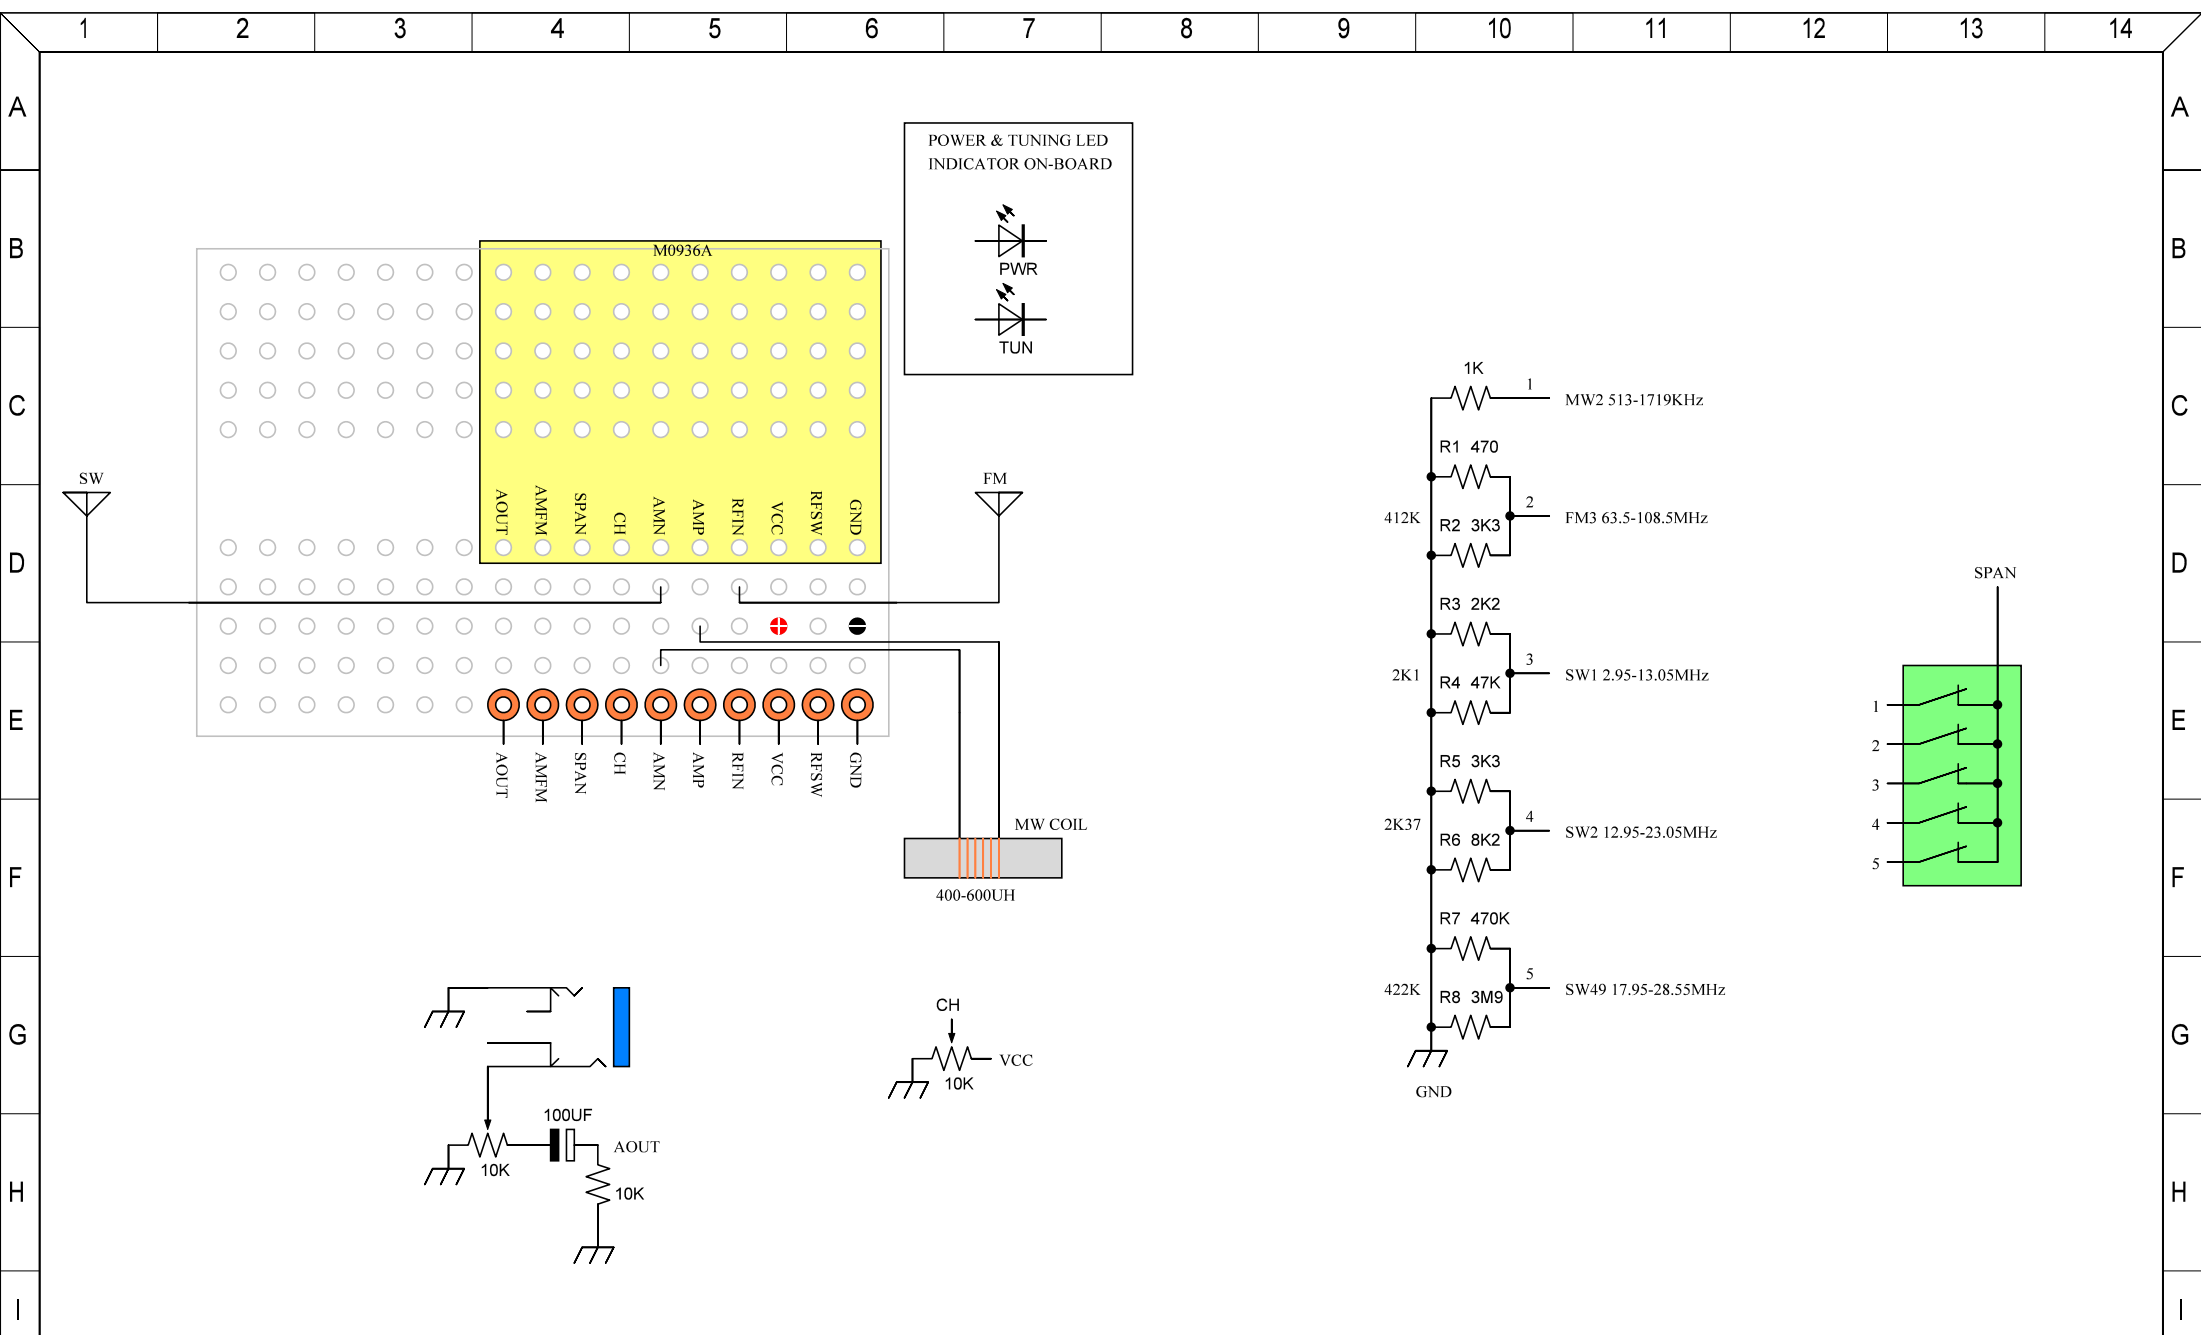 1 2 3 4 5 6 7 8 9 10 11 12 13 14
A A
POWER & TUNING LED
INDICATOR ON-BOARD
B B
M0936A
PWR
TUN
C C
1K
1
MW2 513-1719KHz
R1 470
SW
FM
AOUT AMFM SPAN CH AMN AMP RFIN VCC RFSW GND
412K
R2 3K3
2
FM3 63.5-108.5MHz
D D
SPAN
R3 2K2
2K1
3
SW1 2.95-13.05MHz
R4 47K
E E
1
2
3
4
5
AOUT AMFM SPAN CH AMN AMP RFIN VCC RFSW GND
R5 3K3
MW COIL
2K37
4
SW2 12.95-23.05MHz
R6 8K2
F F
400-600UH
R7 470K
422K
5
SW49 17.95-28.55MHz
R8 3M9
CH
G G
VCC
10K
GND
100UF
AOUT
10K
10K
H H
I I